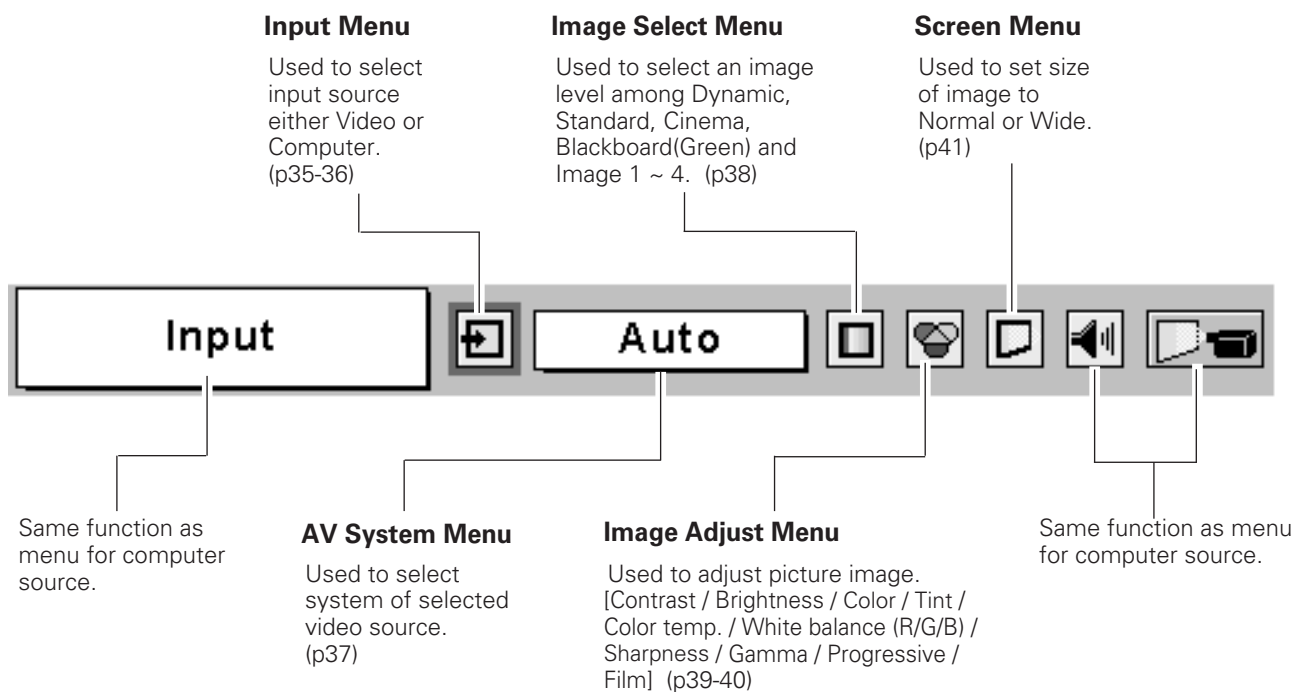 Input Menu
Used to select
input source
either Video or
Computer.
(p35-36)
Image Select Menu
Used to select an image
level among Dynamic,
Standard, Cinema,
Blackboard(Green) and
Image 1 ~ 4. (p38)
Screen Menu
Used to set size
of image to
Normal or Wide.
(p41)
Input
Auto
Same function as
menu for computer
source.
AV System Menu
Used to select
system of selected
video source.
(p37)
Image Adjust Menu
Used to adjust picture image.
[Contrast / Brightness / Color / Tint /
Color temp. / White balance (R/G/B) /
Sharpness / Gamma / Progressive /
Film] (p39-40)
Same function as menu
for computer source.